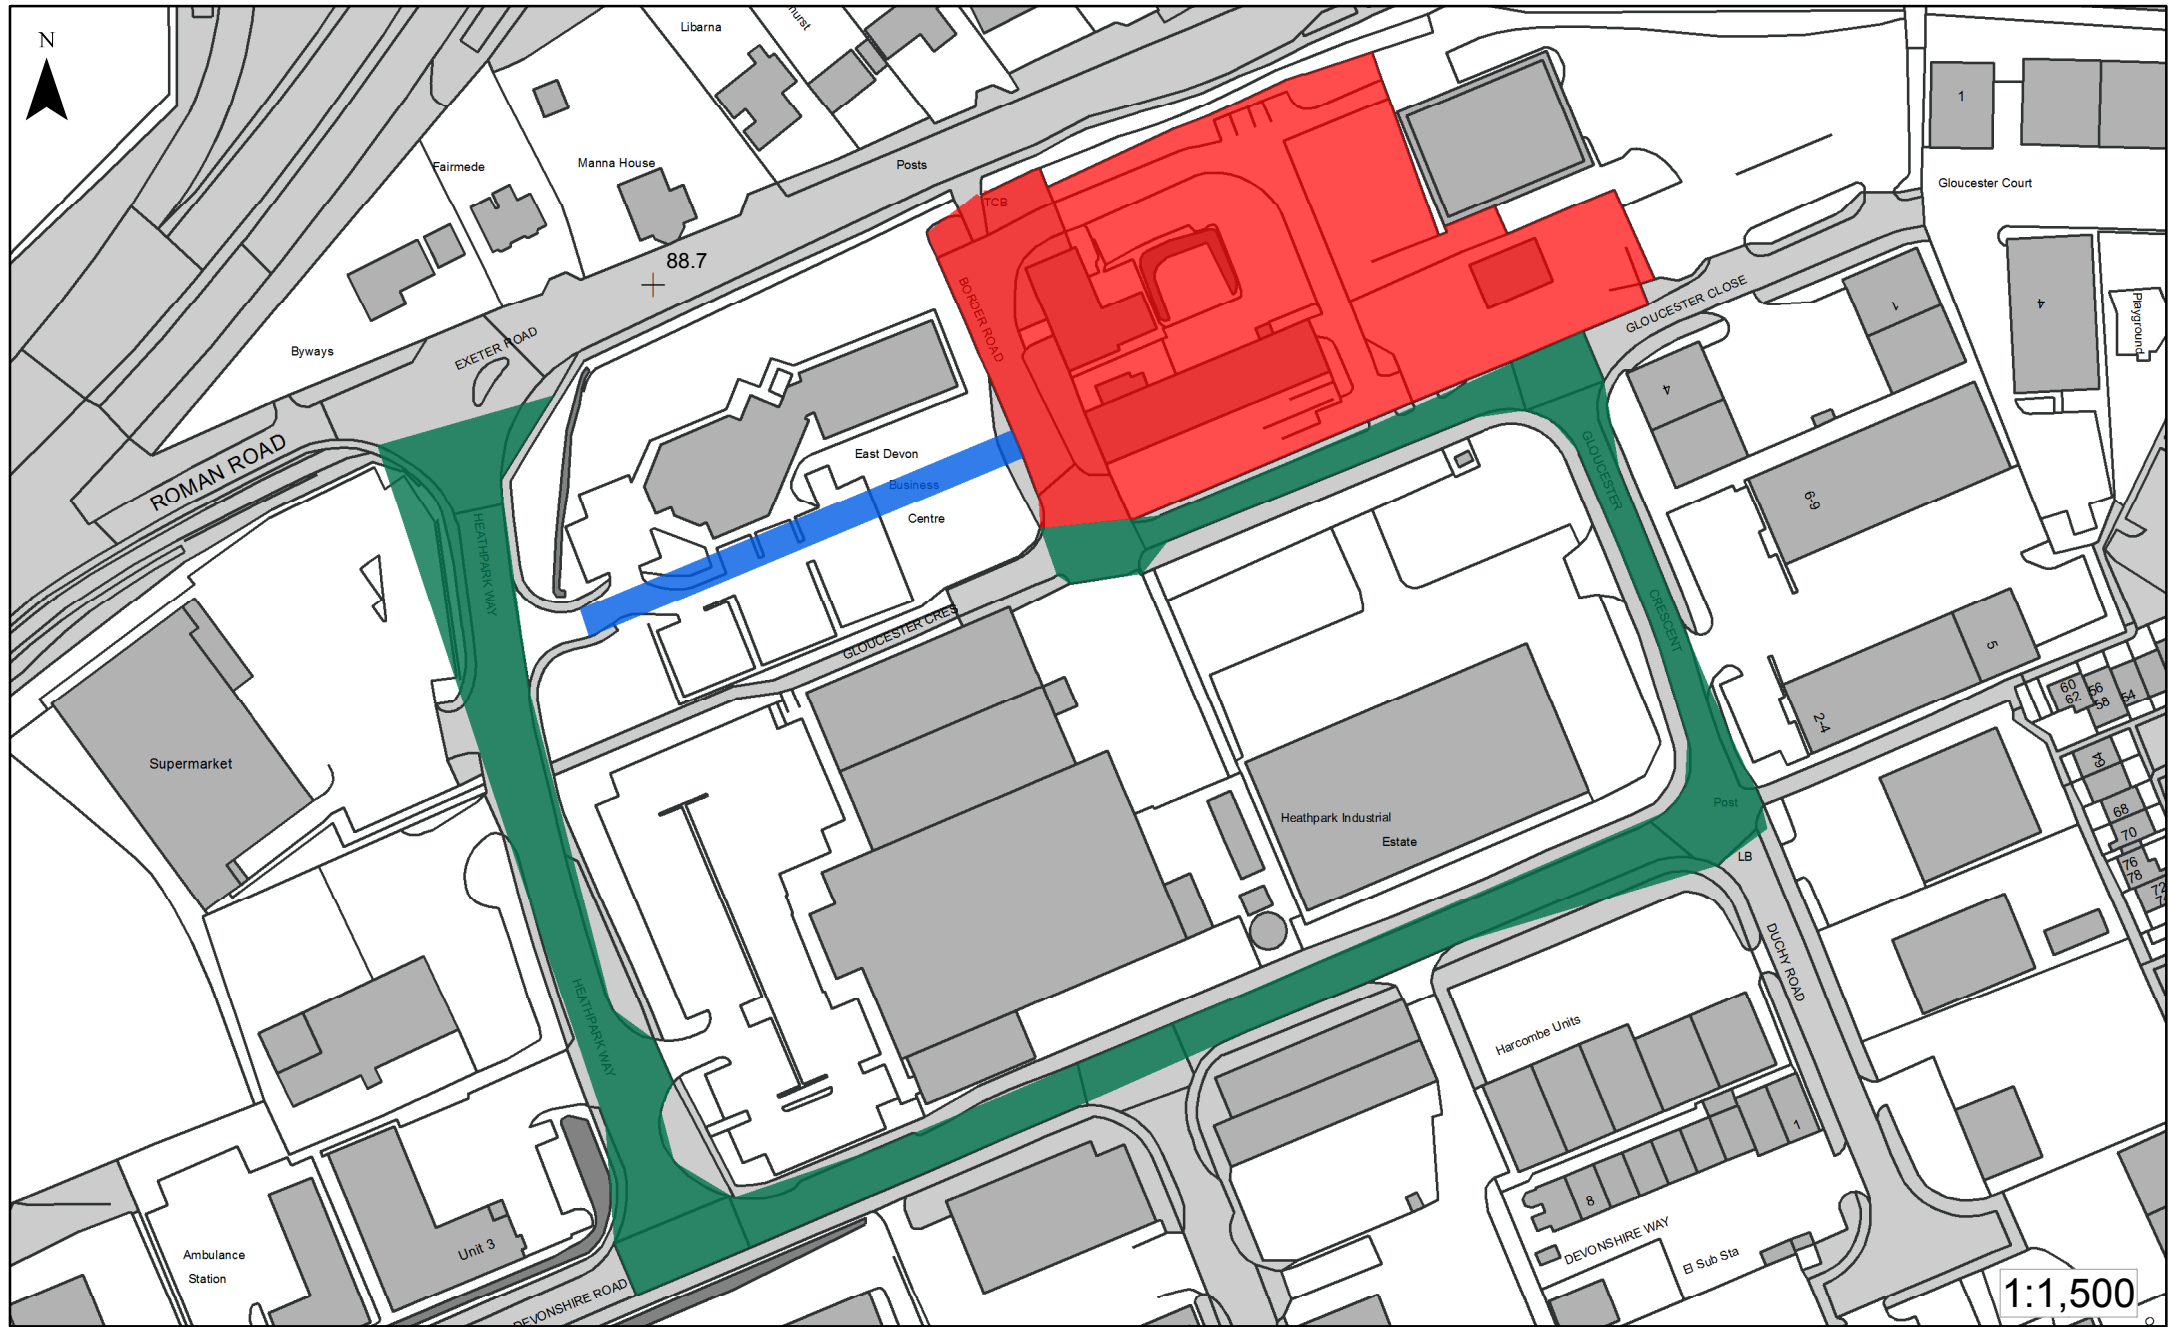 N
Libarna
Fairmede
Manna House
Posts
TCB
1
Gloucester Court
88.7
BORDER ROAD
GLOUCESTER CLOSE
1
4
Playground
Byways
EXETER ROAD
4
ROMAN ROAD
East Devon
Business
Centre
GLOUCESTER
CRESCENT
6-9
HEATHPARK WAY
GLOUCESTER CRES
5
60
62
56
58
54
2-4
64
Supermarket
Post
68
70
Heathpark Industrial
Estate
LB
76
78
72
DUCHY ROAD
HEATHPARK WAY
Harcombe Units
1
8
Unit 3
Ambulance
Station
DEVONSHIRE WAY
El Sub Sta
DEVONSHIRE ROAD
1:1,500